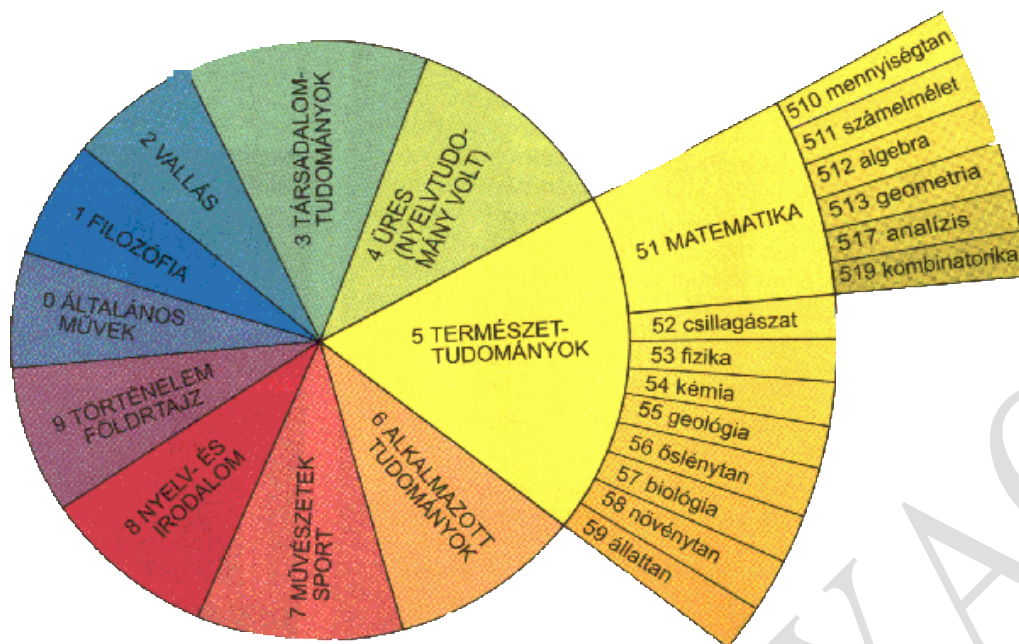 0 ÁLTALÁNOS
MŰVEK
1 FILOZÓFIA
2 VALLÁS
3 TÁRSADALOM-
TUDOMÁNYOK
4 ÜRES
(NYELVTUDO-
MÁNY VOLT)
5 TERMÉSZET-
TUDOMÁNYOK
6 ALKALMAZOTT
TUDOMÁNYOK
7 MŰVÉSZETEK
SPORT
8 NYELV- ÉS
IRODALOM
9 TÖRTÉNELEM
FÖLDRTAJZ
51 MATEMATIKA
510 mennyiségtan
511 számelmélet
512 algebra
513 geometria
517 analízis
519 kombinatorika
52 csillagászat
53 fizika
54 kémia
55 geológia
56 őslénytan
57 biológia
58 növénytan
59 állattan